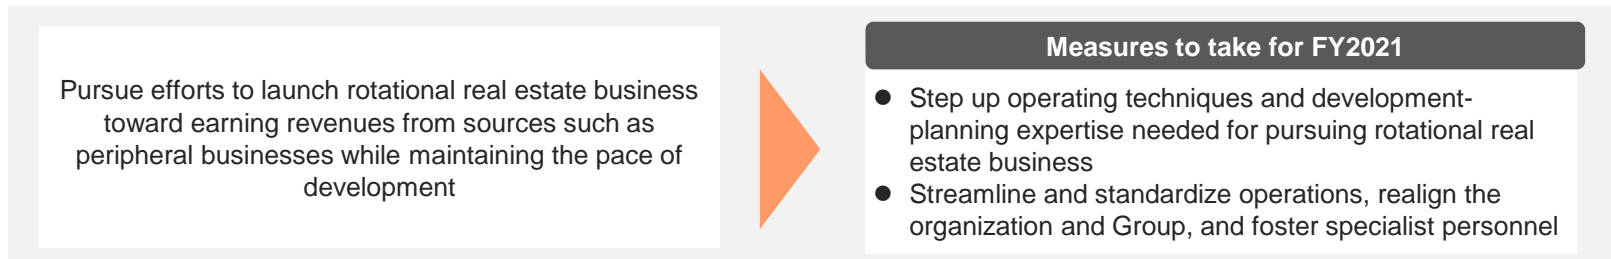 Pursue efforts to launch rotational real estate business
toward earning revenues from sources such as
peripheral businesses while maintaining the pace of
development
Measures to take for FY2021
● Step up operating techniques and development-
planning expertise needed for pursuing rotational real
estate business
● Streamline and standardize operations, realign the
organization and Group, and foster specialist personnel